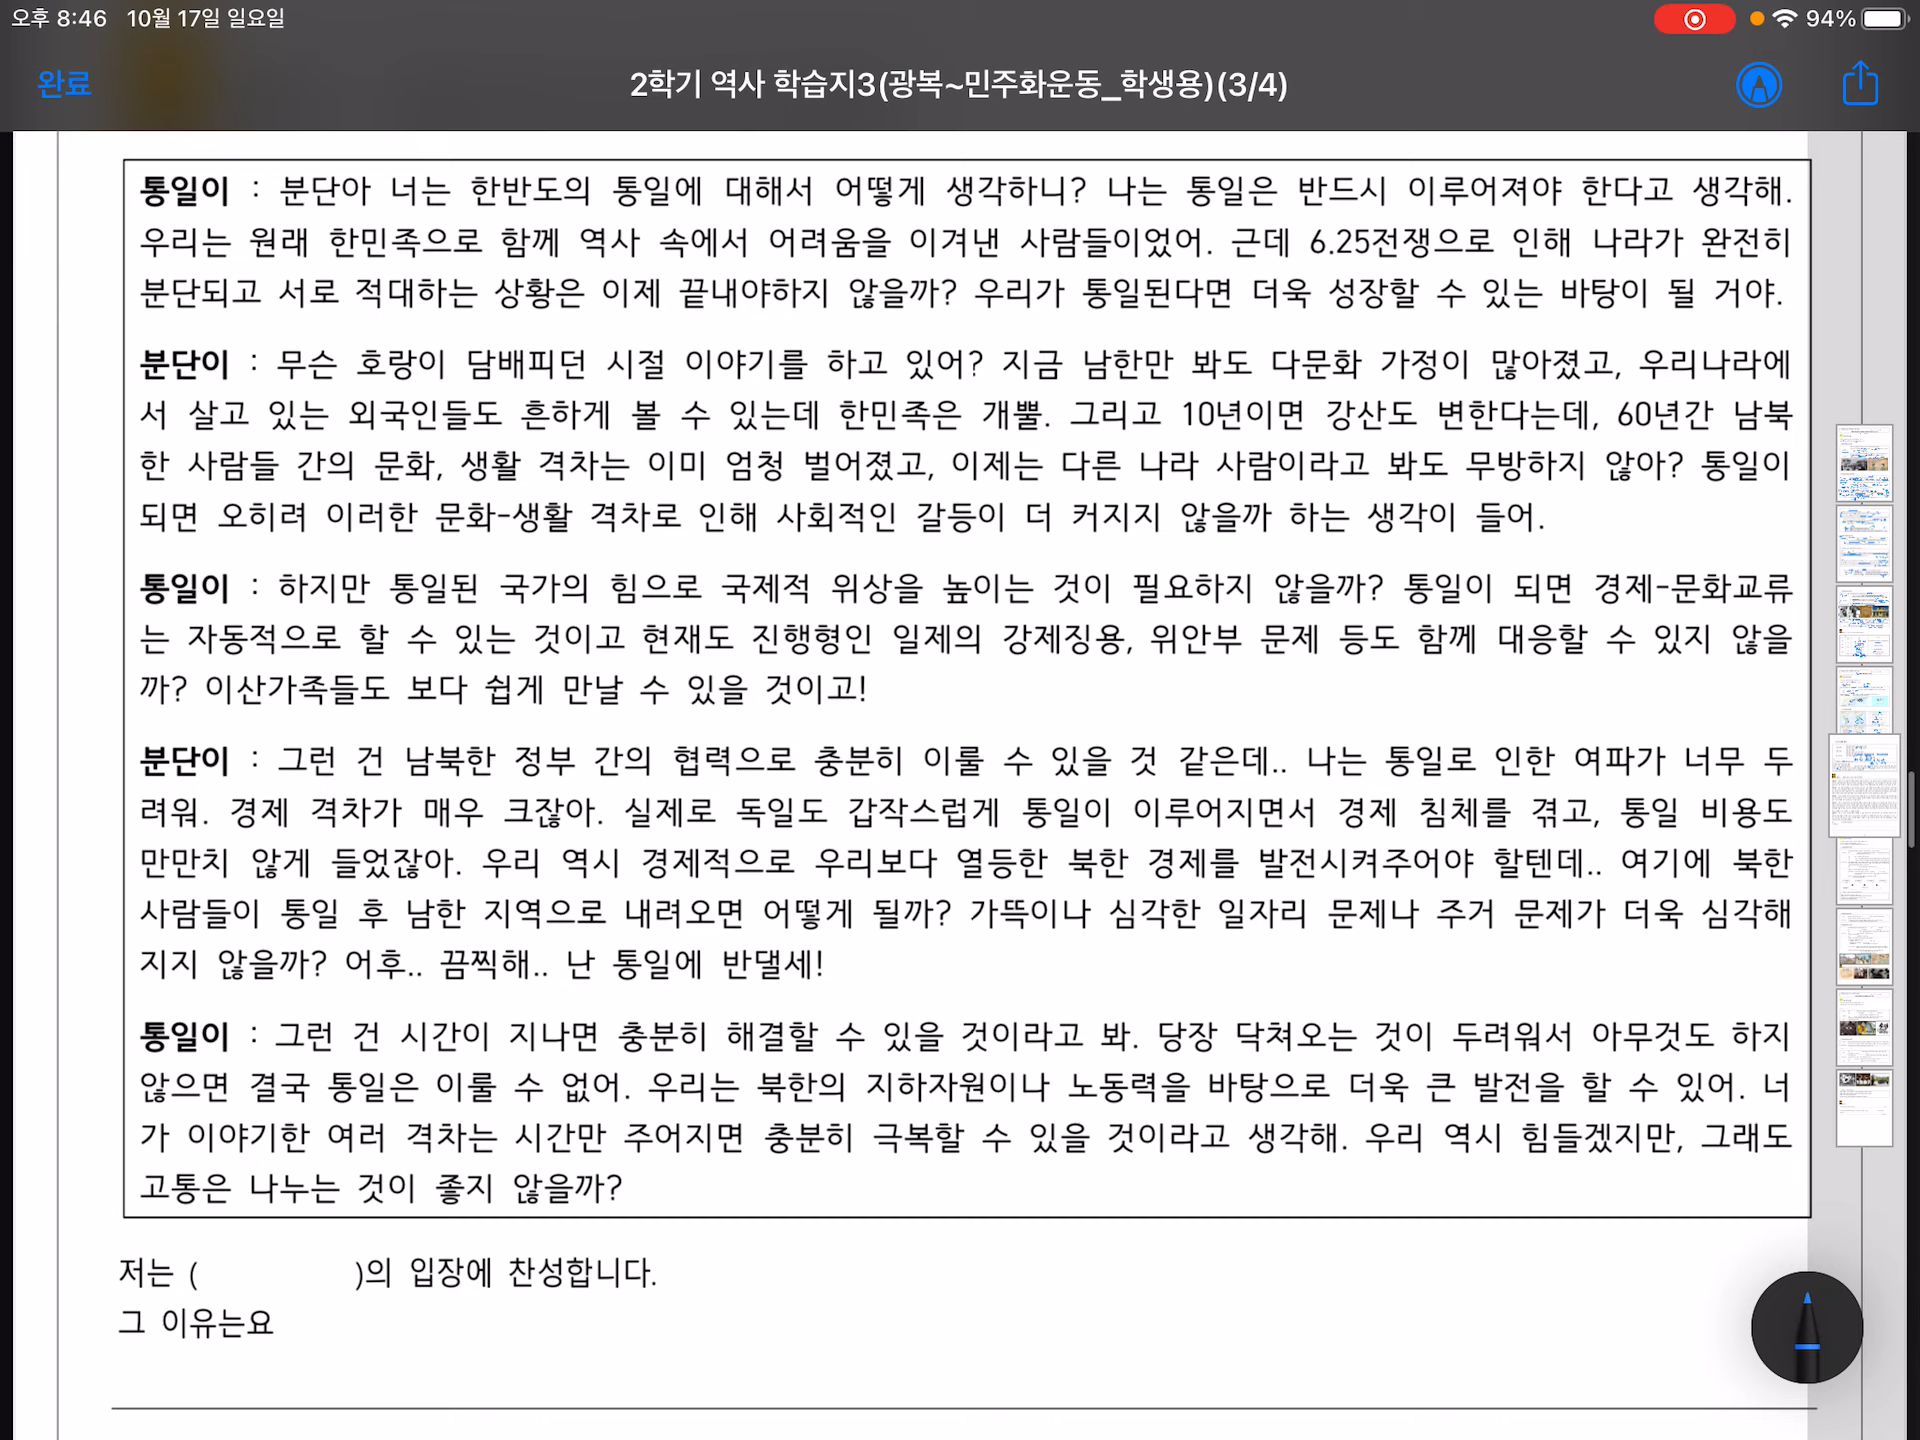 오후 8:46 10월 17일 일요일
94%
완료
2학기 역사 학습지3(광복~민주화운동_학생용)(3/4)
통일이 : 분단아 너는 한반도의 통일에 대해서 어떻게 생각하니? 나는 통일은 반드시 이루어져야 한다고 생각해.
우리는 원래 한민족으로 함께 역사 속에서 어려움을 이겨낸 사람들이었어. 근데 6.25전쟁으로 인해 나라가 완전히
분단되고 서로 적대하는 상황은 이제 끝내야하지 않을까? 우리가 통일된다면 더욱 성장할 수 있는 바탕이 될 거야.
분단이 : 무슨 호랑이 담배피던 시절 이야기를 하고 있어? 지금 남한만 봐도 다문화 가정이 많아졌고, 우리나라에
서 살고 있는 외국인들도 흔하게 볼 수 있는데 한민족은 개뿔. 그리고 10년이면 강산도 변한다는데, 60년간 남북
한 사람들 간의 문화, 생활 격차는 이미 엄청 벌어졌고, 이제는 다른 나라 사람이라고 봐도 무방하지 않아? 통일이
되면 오히려 이러한 문화-생활 격차로 인해 사회적인 갈등이 더 커지지 않을까 하는 생각이 들어.
통일이 : 하지만 통일된 국가의 힘으로 국제적 위상을 높이는 것이 필요하지 않을까? 통일이 되면 경제-문화교류
는 자동적으로 할 수 있는 것이고 현재도 진행형인 일제의 강제징용, 위안부 문제 등도 함께 대응할 수 있지 않을
까? 이산가족들도 보다 쉽게 만날 수 있을 것이고!
분단이 : 그런 건 남북한 정부 간의 협력으로 충분히 이룰 수 있을 것 같은데.. 나는 통일로 인한 여파가 너무 두
려워. 경제 격차가 매우 크잖아. 실제로 독일도 갑작스럽게 통일이 이루어지면서 경제 침체를 겪고, 통일 비용도
만만치 않게 들었잖아. 우리 역시 경제적으로 우리보다 열등한 북한 경제를 발전시켜주어야 할텐데.. 여기에 북한
사람들이 통일 후 남한 지역으로 내려오면 어떻게 될까? 가뜩이나 심각한 일자리 문제나 주거 문제가 더욱 심각해
지지 않을까? 어후.. 끔찍해.. 난 통일에 반댈세!
통일이 : 그런 건 시간이 지나면 충분히 해결할 수 있을 것이라고 봐. 당장 닥쳐오는 것이 두려워서 아무것도 하지
않으면 결국 통일은 이룰 수 없어. 우리는 북한의 지하자원이나 노동력을 바탕으로 더욱 큰 발전을 할 수 있어. 너
가 이야기한 여러 격차는 시간만 주어지면 충분히 극복할 수 있을 것이라고 생각해. 우리 역시 힘들겠지만, 그래도
고통은 나누는 것이 좋지 않을까?
저는 ( )의 입장에 찬성합니다.
그 이유는요